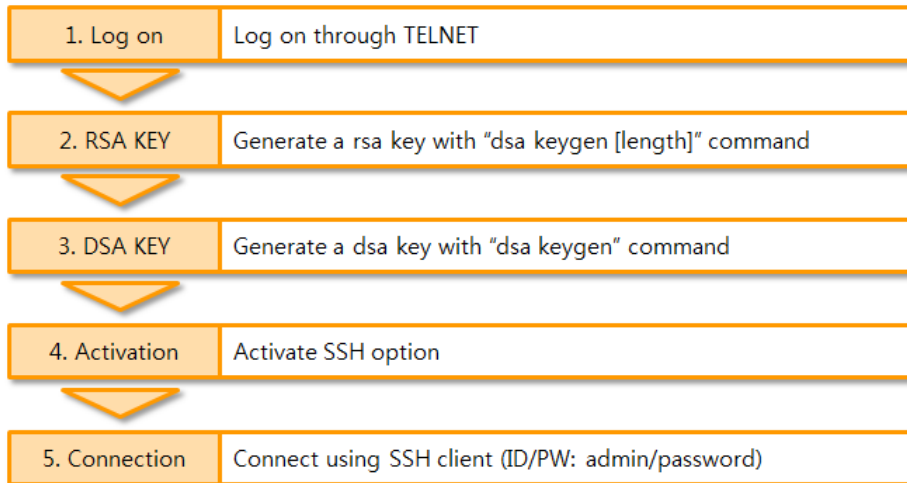 1. Log on Log on through TELNET
2. RSA KEY Generate a rsa key with “dsa keygen [length]” command
3. DSA KEY Generate a dsa key with “dsa keygen” command
4. Activation Activate SSH option
5. Connection Connect using SSH client (ID/PW: admin/password)